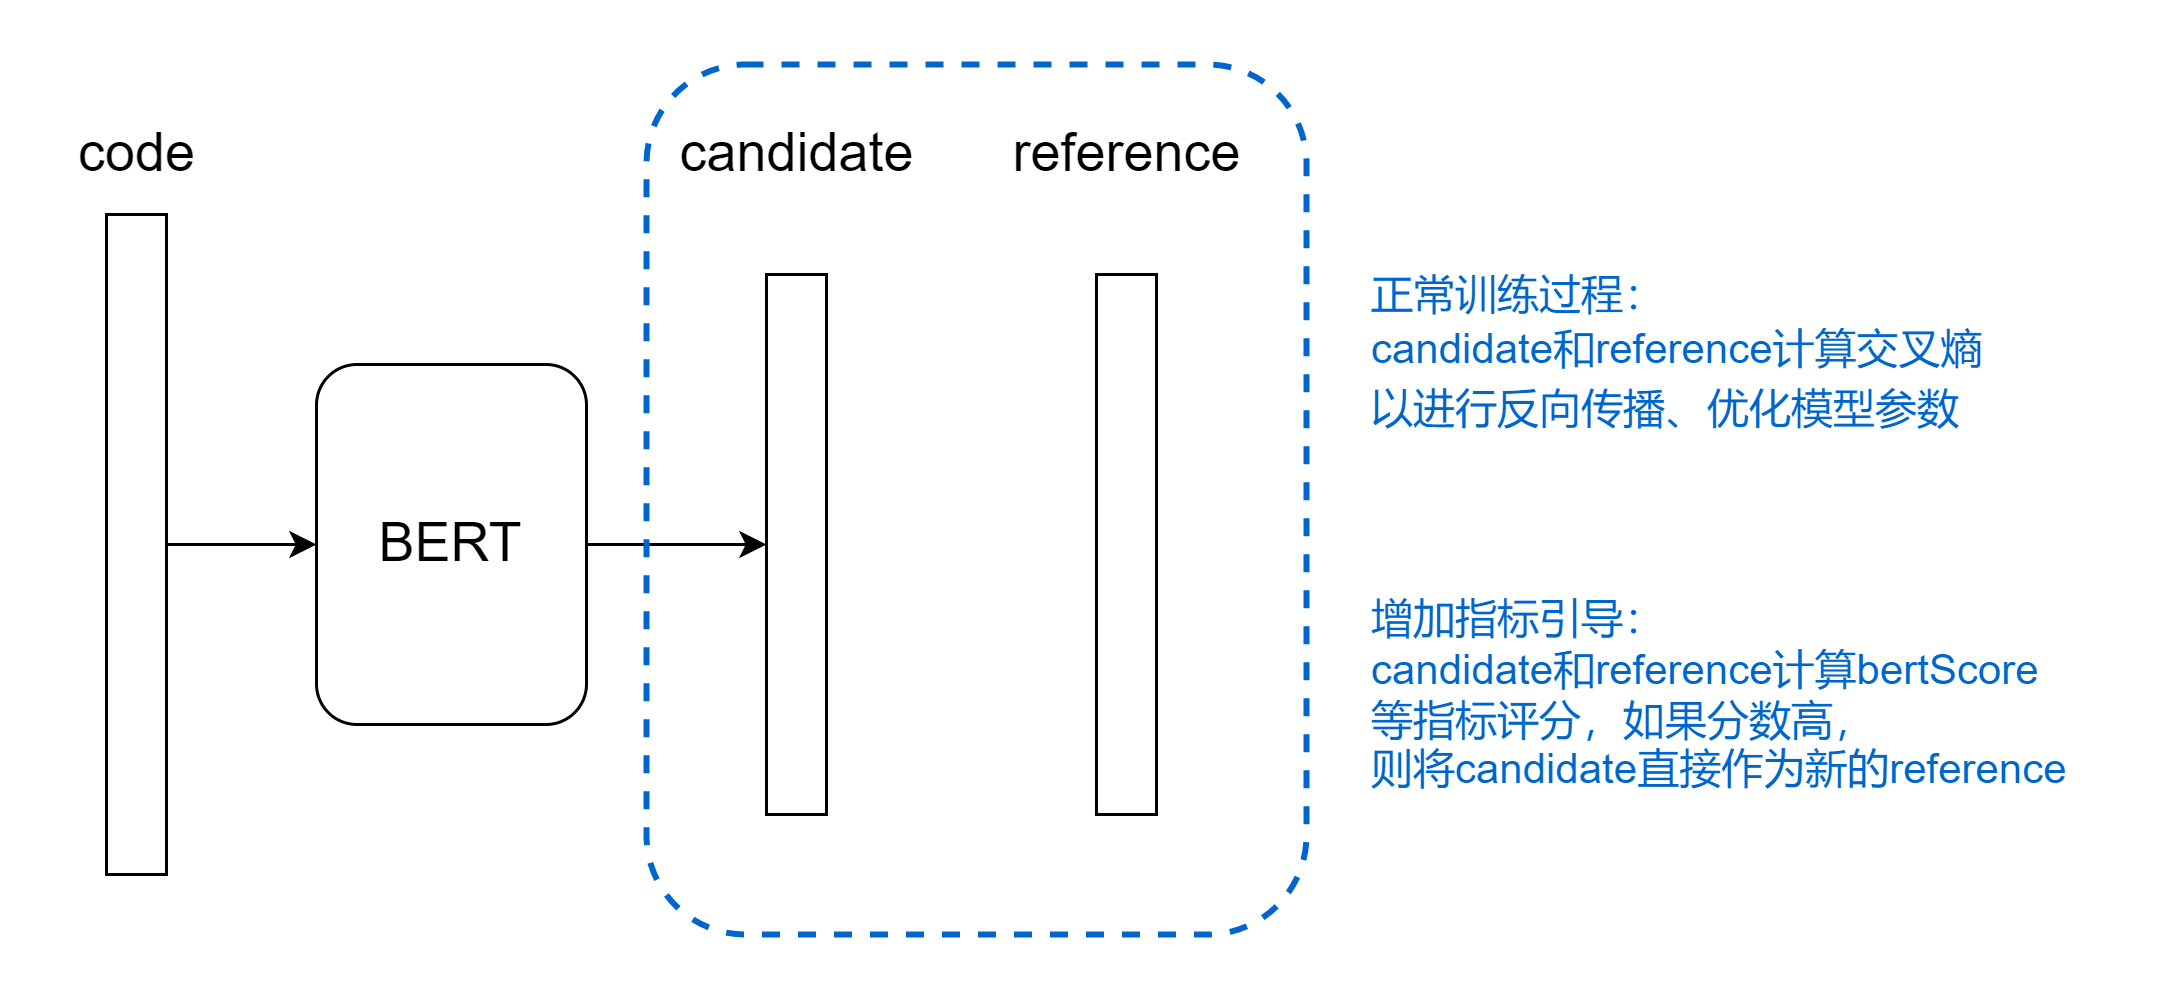 code
candidate
reference
BERT
正常训练过程：
candidate和reference计算交叉熵
以进行反向传播、优化模型参数
增加指标引导：
candidate和reference计算bertScore
等指标评分，如果分数高，
则将candidate直接作为新的reference